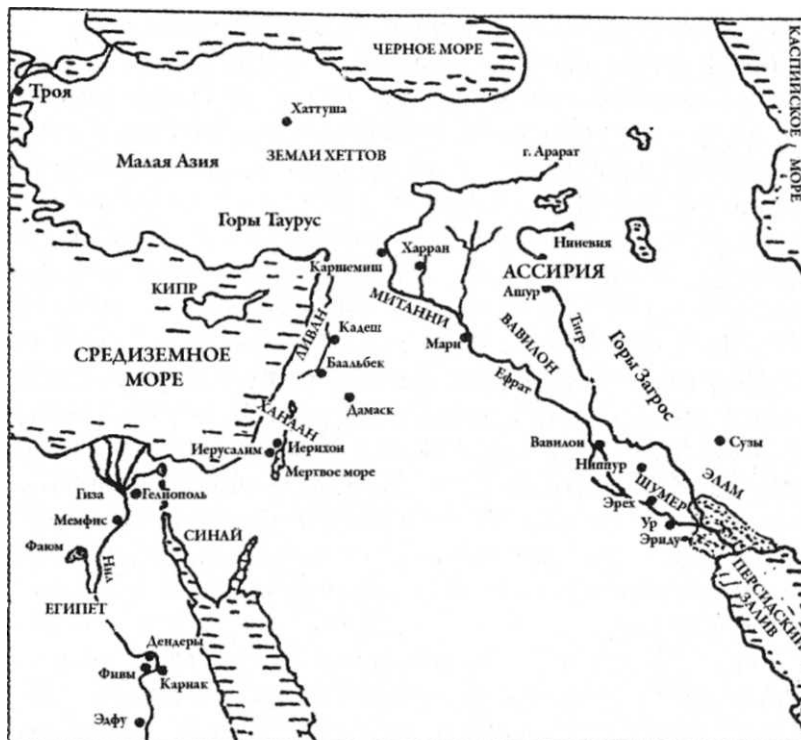 ЧЕРНОЕ МОРЕ
КАСПИЙСКОЕ МОРЕ
Троя
Хаттуша
Малая Азия
ЗЕМЛИ ХЕТТОВ
г. Арарат
Горы Таурус
Каркемиш
Харран
Ниневия
АССИРИЯ
Ашур
КИПР
МИТАННИ
ЛИВАН
Кадеш
Мари
ВАВИЛОН
Тигр
Горы Загрос
СРЕДИЗЕМНОЕ
МОРЕ
Баальбек
Ефрат
ХАНААН
Дамаск
Иерусалим
Иерихон
Мертвое море
Вавилон
Сузы
Ниппур
ЭЛАМ
ШУМЕР
Гиза
Гелиополь
Эрех
Мемфис
Ур
СИНАЙ
Эриду
Фаюм
Нил
ПЕРСИДСКИЙ
ЗАЛИВ
ЕГИПЕТ
Дендеры
Фивы
Карнак
Эдфу